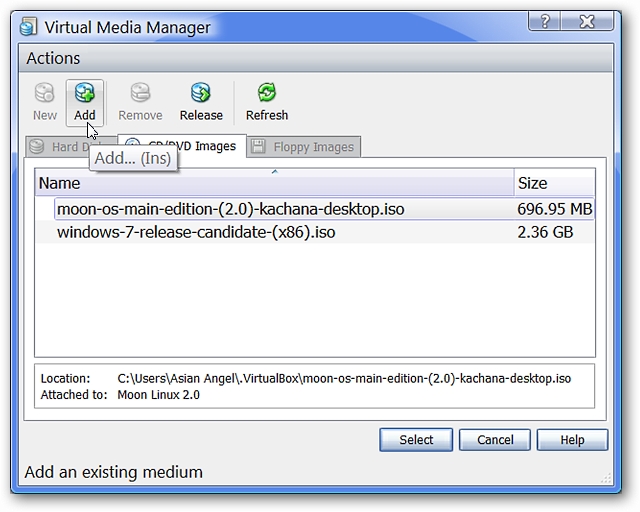 Virtual Media Manager
Actions
New Add Remove Release Refresh
Hard Di CD/DVD Images Floppy Images
Add... (Ins)
Name Size
moon-os-main-edition-(2.0)-kachana-desktop.iso 696.95 MB
windows-7-release-candidate-(x86).iso 2.36 GB
Location: C:\Users\Asian Angel\.VirtualBox\moon-os-main-edition-(2.0)-kachana-desktop.iso
Attached to: Moon Linux 2.0
Select Cancel Help
Add an existing medium